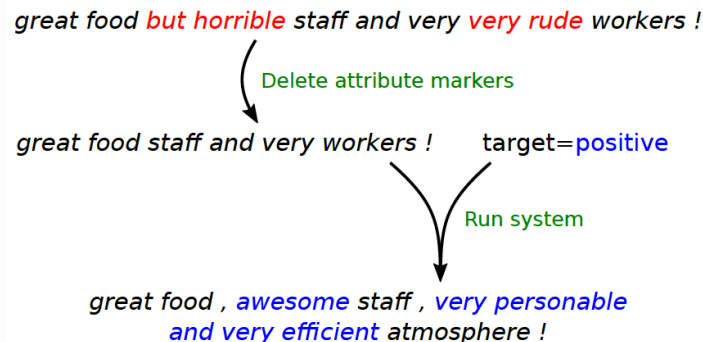 great food but horrible staff and very very rude workers !
Delete attribute markers
great food staff and very workers ! target=positive
Run system
great food , awesome staff , very personable
and very efficient atmosphere !